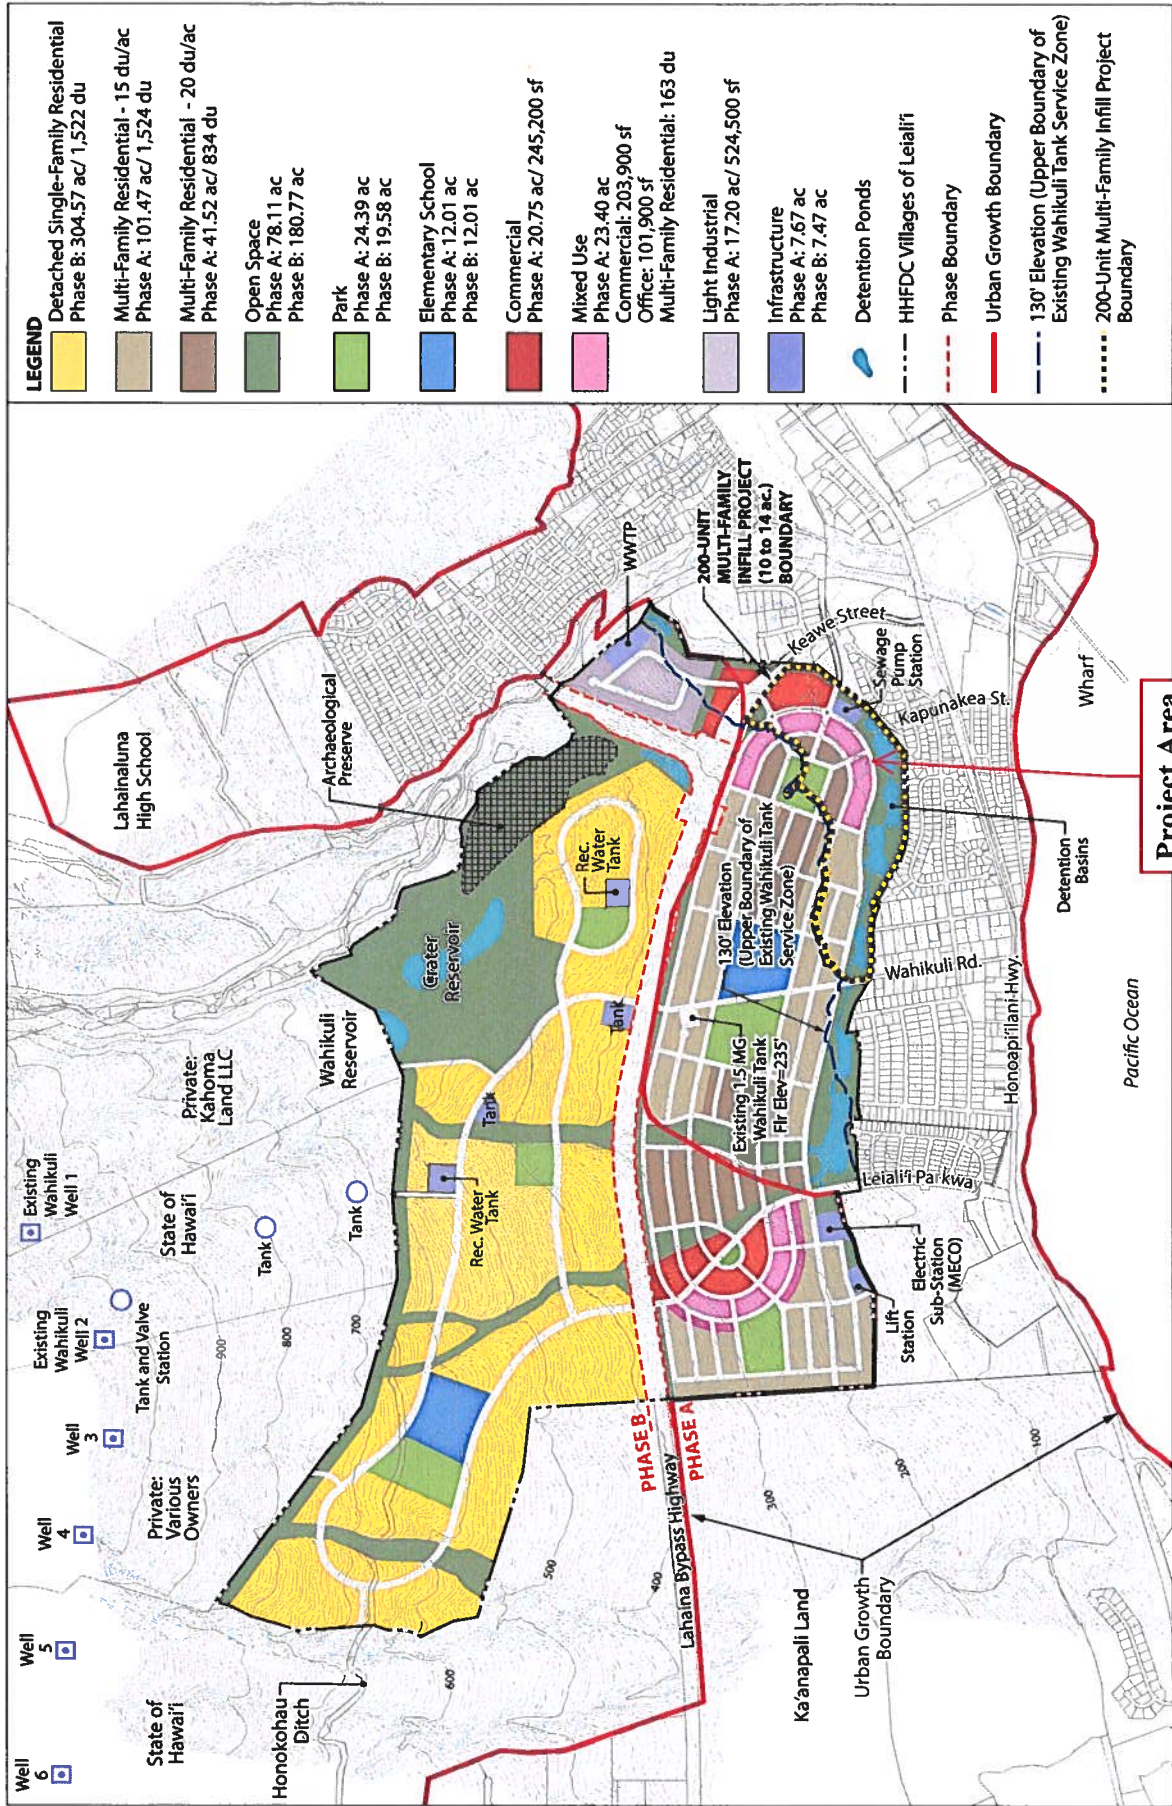 LEGEND
Detached Single-Family Residential
Phase B: 304.57 ac/ 1,522 du
Multi-Family Residential - 15 du/ac
Phase A: 101.47 ac/ 1,524 du
Multi-Family Residential - 20 du/ac
Phase A: 41.52 ac/ 834 du
Open Space
Phase A: 78.11 ac
Phase B: 180.77 ac
Park
Phase A: 24.39 ac
Phase B: 19.58 ac
Elementary School
Phase A: 12.01 ac
Phase B: 12.01 ac
Commercial
Phase A: 20.75 ac/ 245,200 sf
Mixed Use
Phase A: 23.40 ac
Commercial: 203,900 sf
Office: 101,900 sf
Multi-Family Residential: 163 du
Light Industrial
Phase A: 17.20 ac/ 524,500 sf
Infrastructure
Phase A: 7.67 ac
Phase B: 7.47 ac
Detention Ponds
HHFDC Villages of Leiali'i
Phase Boundary
Urban Growth Boundary
130' Elevation (Upper Boundary of
Existing Wahikuli Tank Service Zone)
200-Unit Multi-Family Infill Project
Boundary
Well
6
Well
5
Well
4
Well
3
Existing
Wahikuli
Well 2
Existing
Wahikuli
Well 1
Lahainaluna
High School
State of
Hawai'i
Private:
Various
Owners
Tank and Valve
Station
State of
Hawai'i
Private:
Kahoma
Land LLC
Tank
Tank
900
800
700
Wahikuli
Reservoir
Archaeological
Preserve
Honokohau
Ditch
Crater
Reservoir
Rec. Water
Tank
Tank
Tank
Rec.
Water
Tank
WWTP
600
500
400
300
200
100
PHASE B
PHASE A
Lahaina Bypass Highway
200-UNIT
MULTI-FAMILY
INFILL PROJECT
(10 to 14 ac.)
BOUNDARY
Existing 1.5 MG
Wahikuli Tank
Flr Elev=235'
130' Elevation
(Upper Boundary of
Existing Wahikuli Tank
Service Zone)
Keawe Street
Sewage
Pump
Station
Kapunakea St.
Ka'anapali Land
Urban Growth
Boundary
Lift
Station
Electric
Sub-Station
(MECO)
Leiali'i Parkway
Wahikuli Rd.
Detention
Basins
Honoapi'ilani Hwy.
Wharf
Pacific Ocean
Project Area